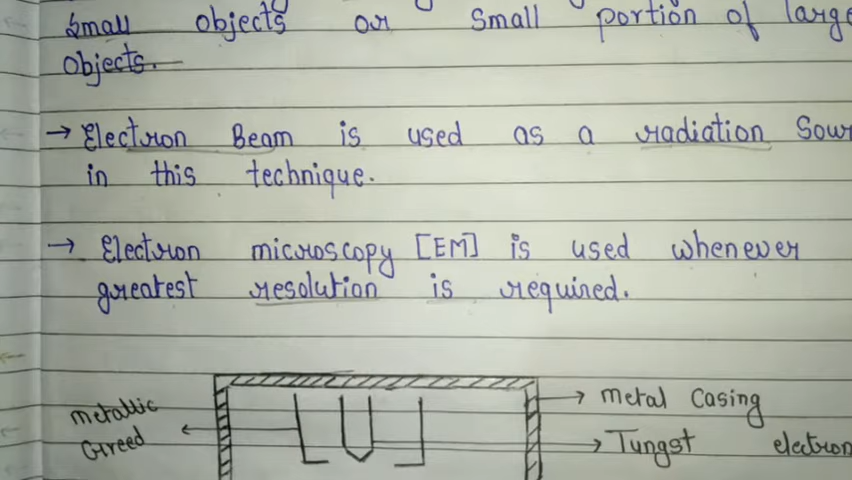 small objects or small portion of large
objects.
→ Electron Beam is used as a radiation Sour
in this technique.
→ Electron microscopy [EM] is used whenever
greatest resolution is required.
metallic
Greed
→ metal Casing
→ Tungst electron